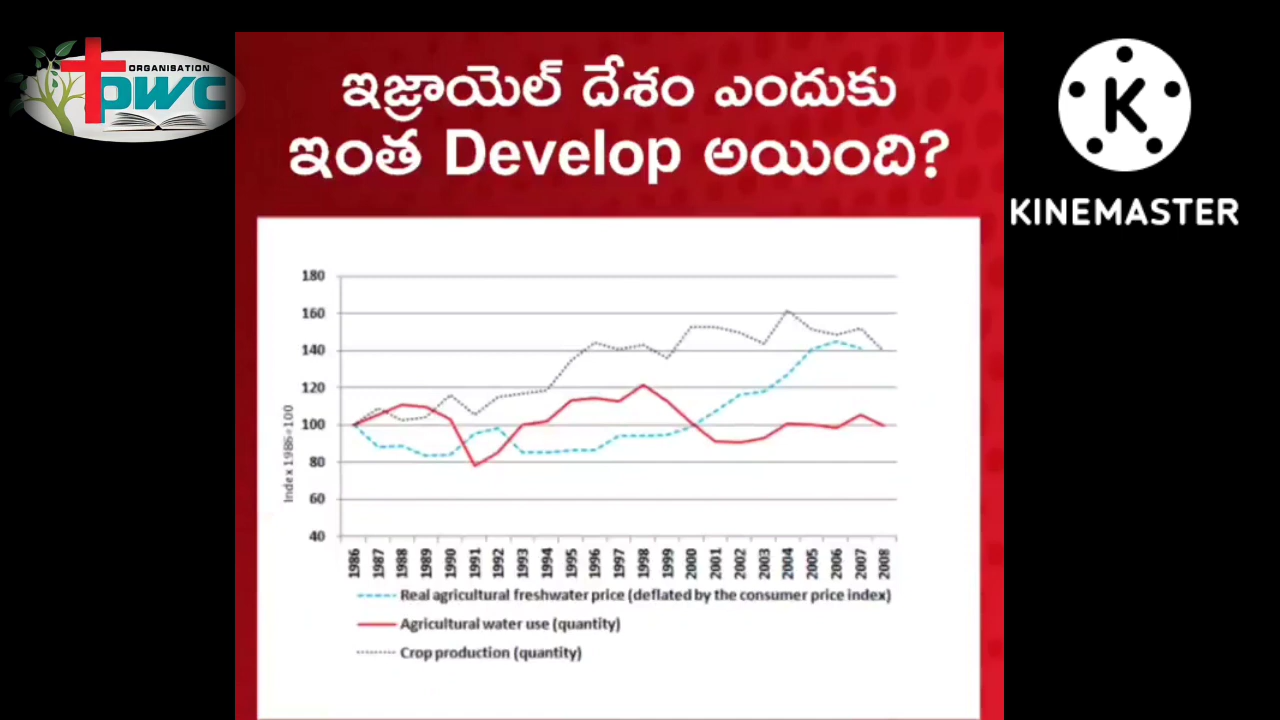 ORGANISATION
pwc
ఇజ్రాయెల్ దేశం ఎందుకు
ఇంత Develop అయింది?
K
KINEMASTER
180
160
140
120
100
80
60
40
Index 1986=100
1986 1987 1988 1989 1990 1991 1992 1993 1994 1995 1996 1997 1998 1999 2000 2001 2002 2003 2004 2005 2006 2007 2008
Real agricultural freshwater price (deflated by the consumer price index)
Agricultural water use (quantity)
Crop production (quantity)